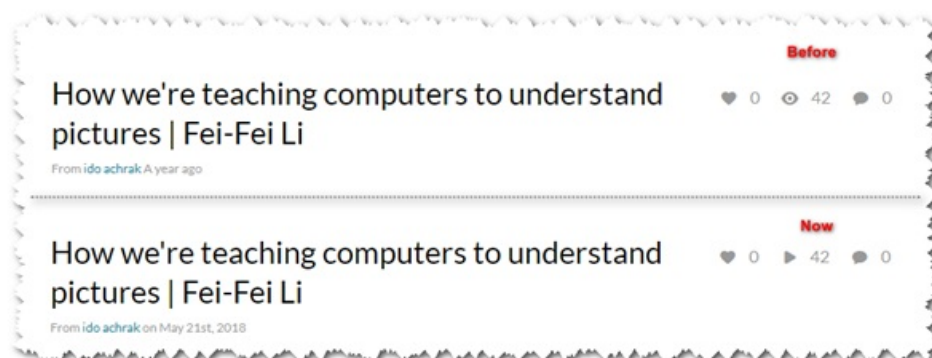 Before
How we're teaching computers to understand
0 42 0
pictures | Fei-Fei Li
From ido achrak A year ago
Now
How we're teaching computers to understand
0 42 0
pictures | Fei-Fei Li
From ido achrak on May 21st, 2018